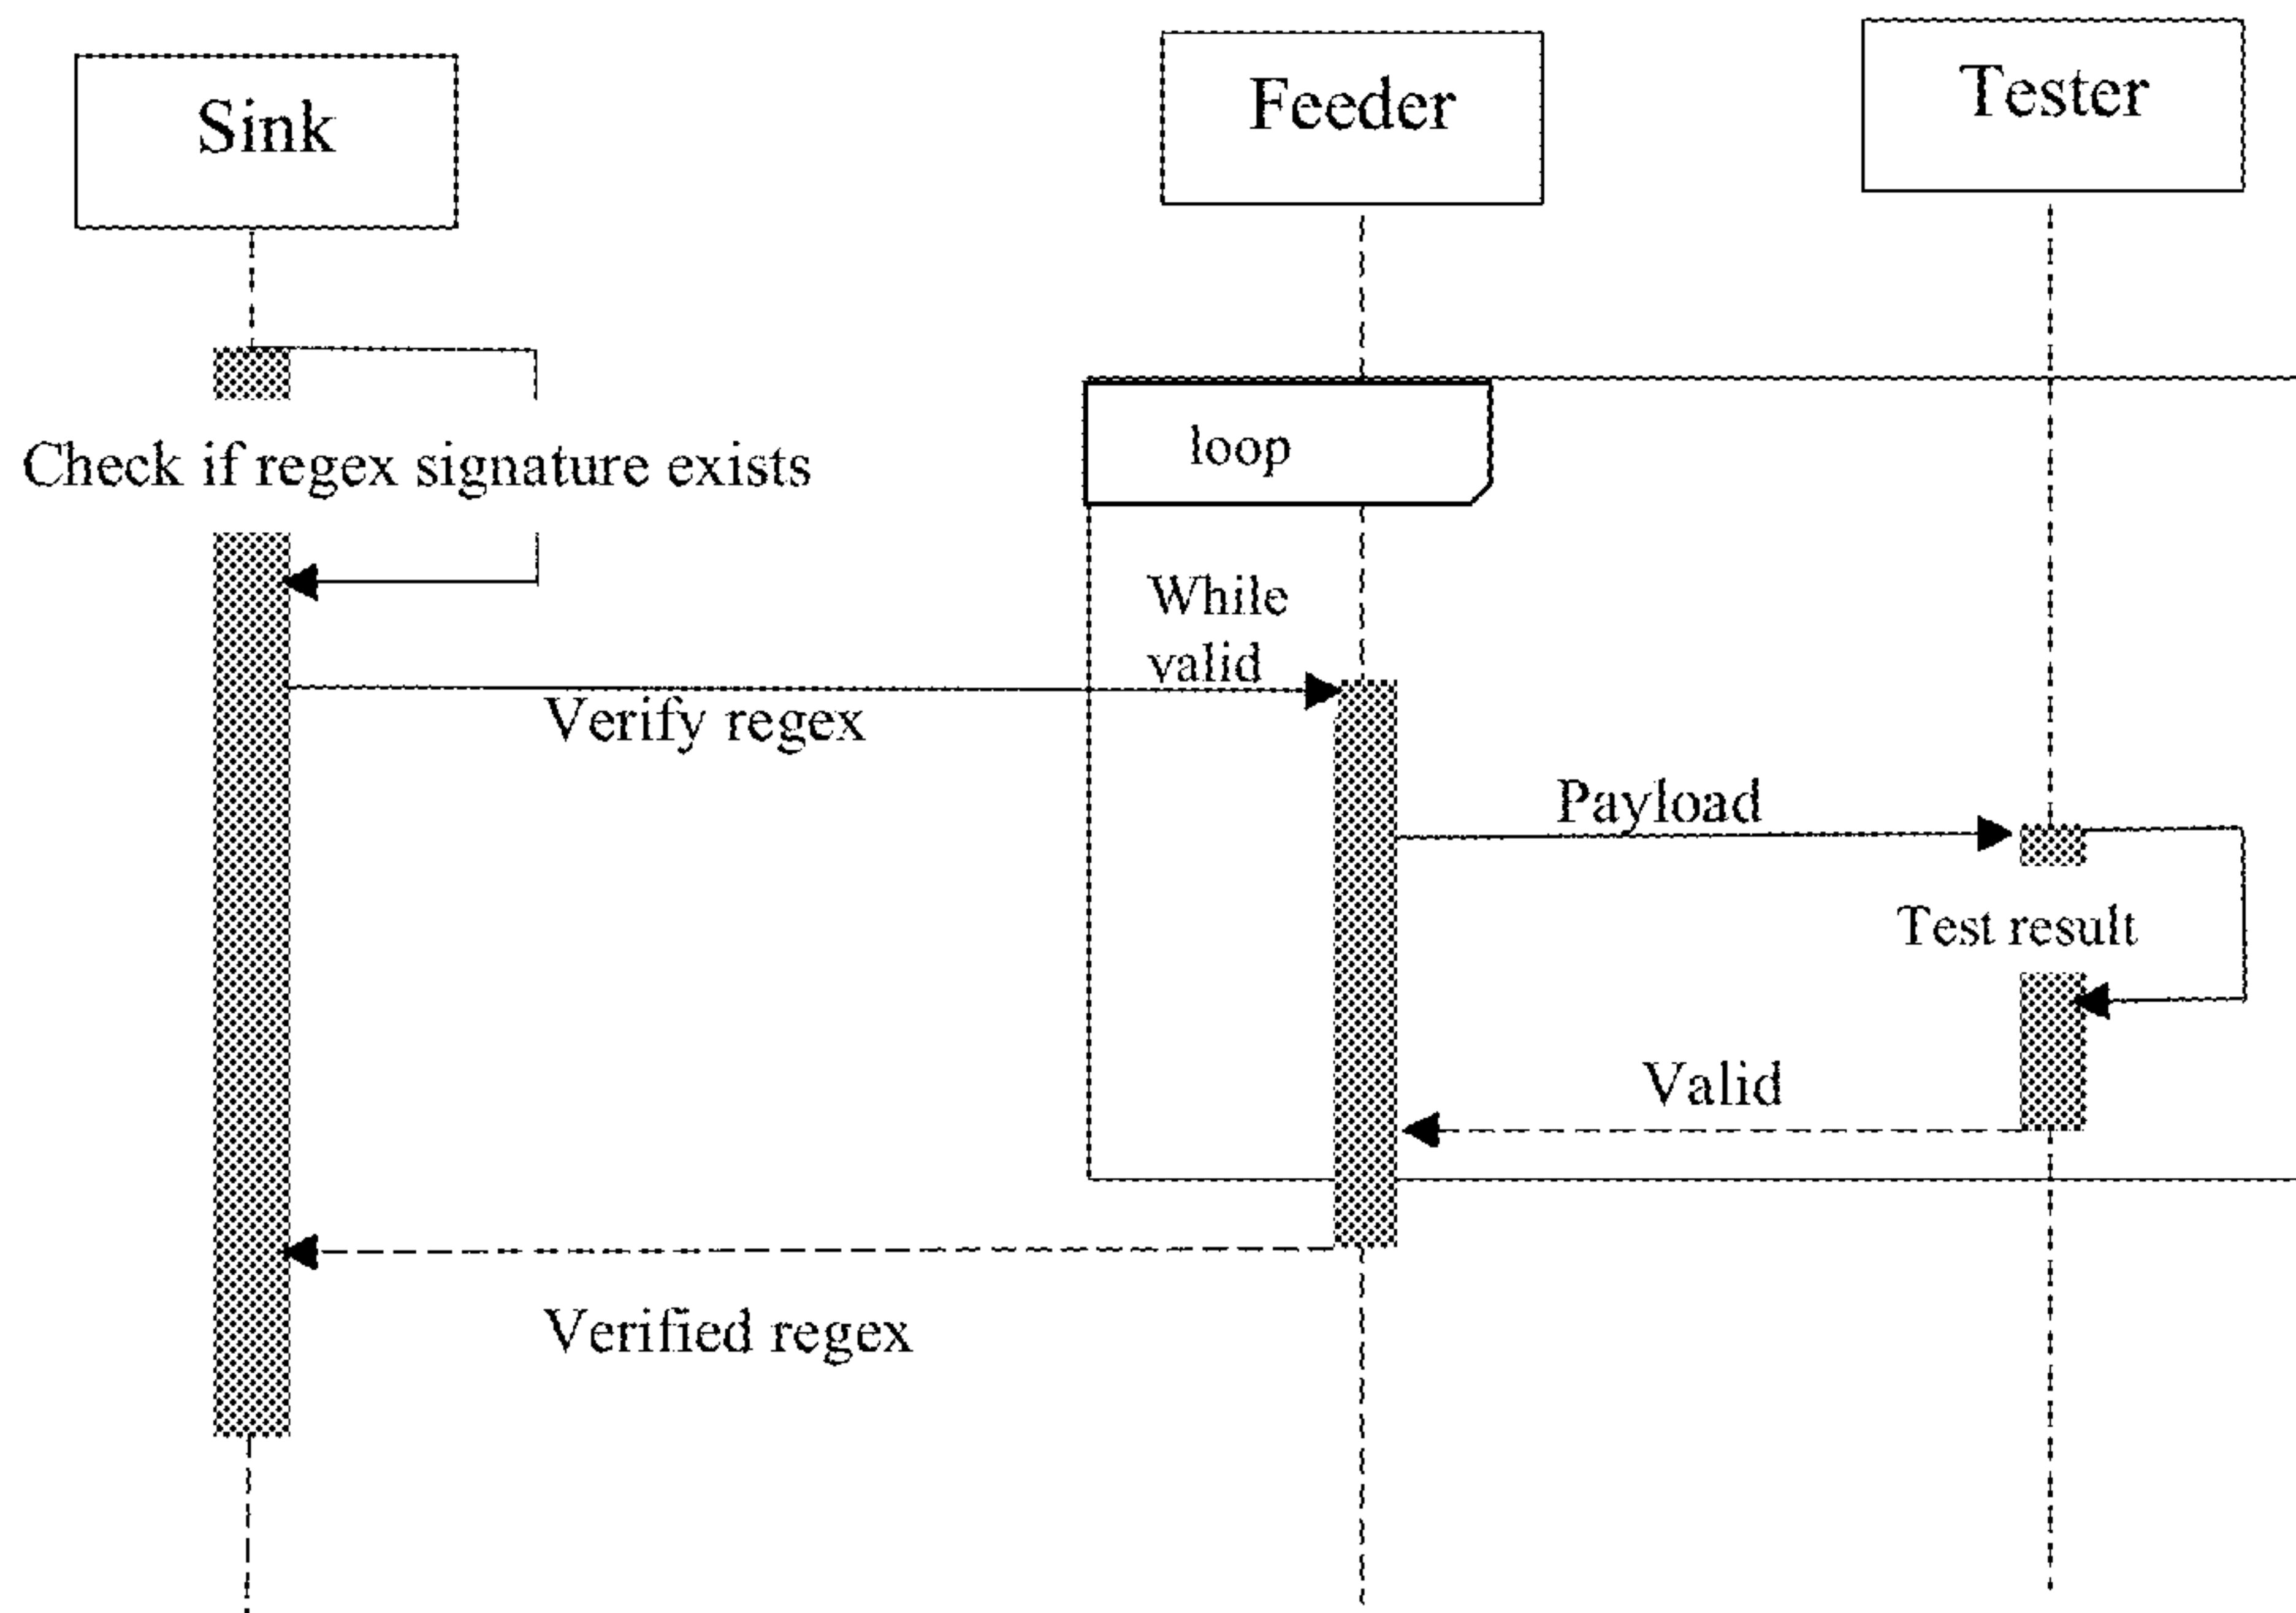 Sink
Feeder
Tester
Check if regex signature exists
loop
While
valid
Verify regex
Payload
Test result
Valid
Verified regex